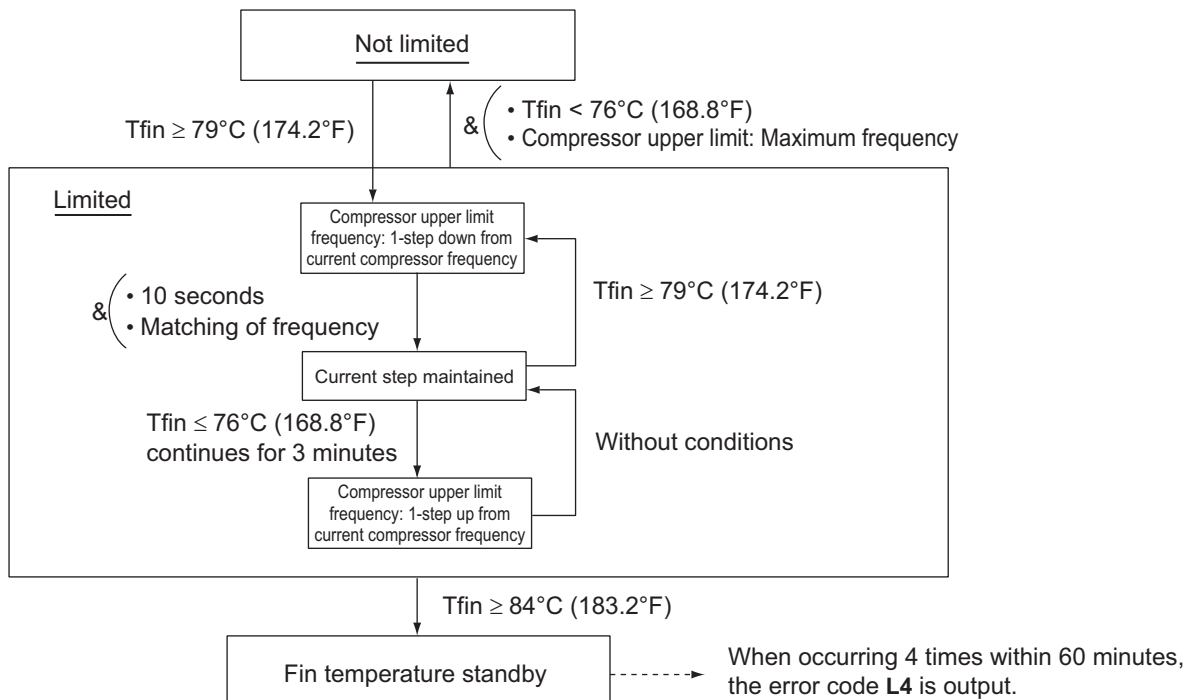 Not limited
Tfin ≥ 79°C (174.2°F)
&
• Tfin < 76°C (168.8°F)
• Compressor upper limit: Maximum frequency
Limited
Compressor upper limit
frequency: 1-step down from
current compressor frequency
&
• 10 seconds
• Matching of frequency
Tfin ≥ 79°C (174.2°F)
Current step maintained
Tfin ≤ 76°C (168.8°F)
continues for 3 minutes
Without conditions
Compressor upper limit
frequency: 1-step up from
current compressor frequency
Tfin ≥ 84°C (183.2°F)
Fin temperature standby
When occurring 4 times within 60 minutes,
the error code L4 is output.